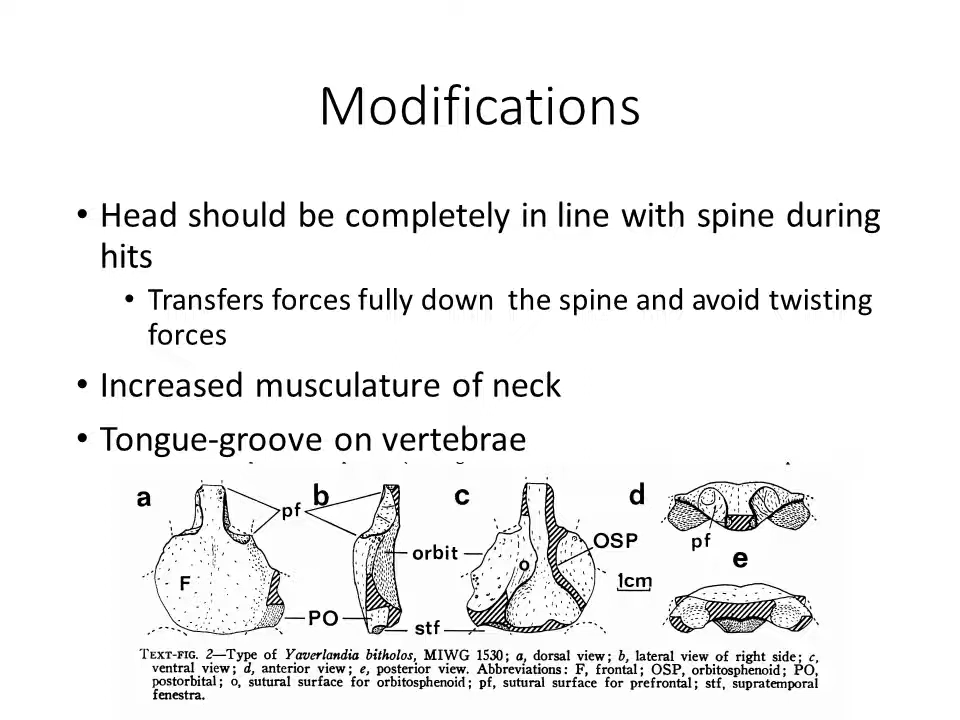 Modifications
• Head should be completely in line with spine during
hits
• Transfers forces fully down the spine and avoid twisting
forces
• Increased musculature of neck
• Tongue-groove on vertebrae
a b c d
pf
orbit
OSP
pf
e
F
o
1cm
PO
stf
TEXT-FIG. 2—Type of Yaverlandia bitholos, MIWG 1530; a, dorsal view; b, lateral view of right side; c,
ventral view; d, anterior view; e, posterior view. Abbreviations: F, frontal; OSP, orbitosphenoid; PO,
postorbital; o, sutural surface for orbitosphenoid; pf, sutural surface for prefrontal; stf, supratemporal
fenestra.